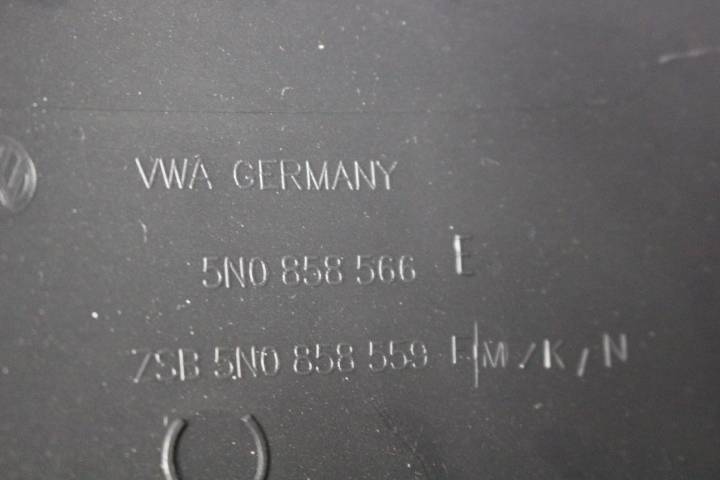 VWA GERMANY
5N0 858 566 E
ZSB 5N0 858 559 M/K/N